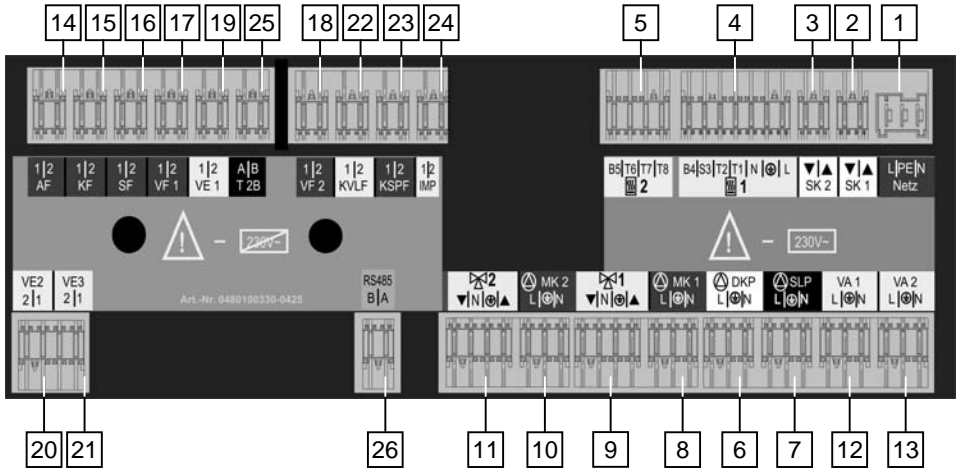 14 15 16 17 19 25 18 22 23 24 5 4 3 2 1
1|2 1|2 1|2 1|2 1|2 A|B 1|2 1|2 1|2 1|2 B5|T6|T7|T8 B4|S3|T2|T1|N|⏚|L ▼|▲ ▼|▲ L|PE|N
AF KF SF VF 1 VE 1 T 2B VF 2 KVLF KSPF IMP 2 1 SK 2 SK 1 Netz
230V~ 230V~
VE2 VE3 RS485 2 MK 2 1 MK 1 DKP SLP VA 1 VA 2
2|1 2|1 B|A ▼|N|⏚|▲ L|⏚|N ▼|N|⏚|▲ L|⏚|N L|⏚|N L|⏚|N L|⏚|N L|⏚|N
Art.-Nr. 0480100330-0425
20 21 26 11 10 9 8 6 7 12 13